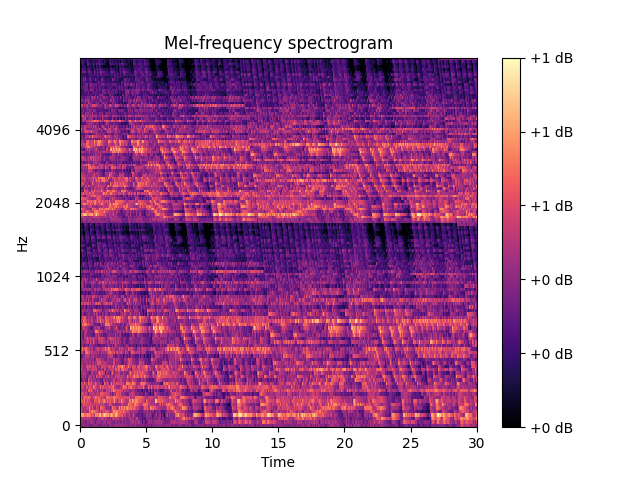 Mel-frequency spectrogram
Hz
4096
2048
1024
512
0
0 5 10 15 20 25 30
Time
+1 dB
+1 dB
+1 dB
+0 dB
+0 dB
+0 dB